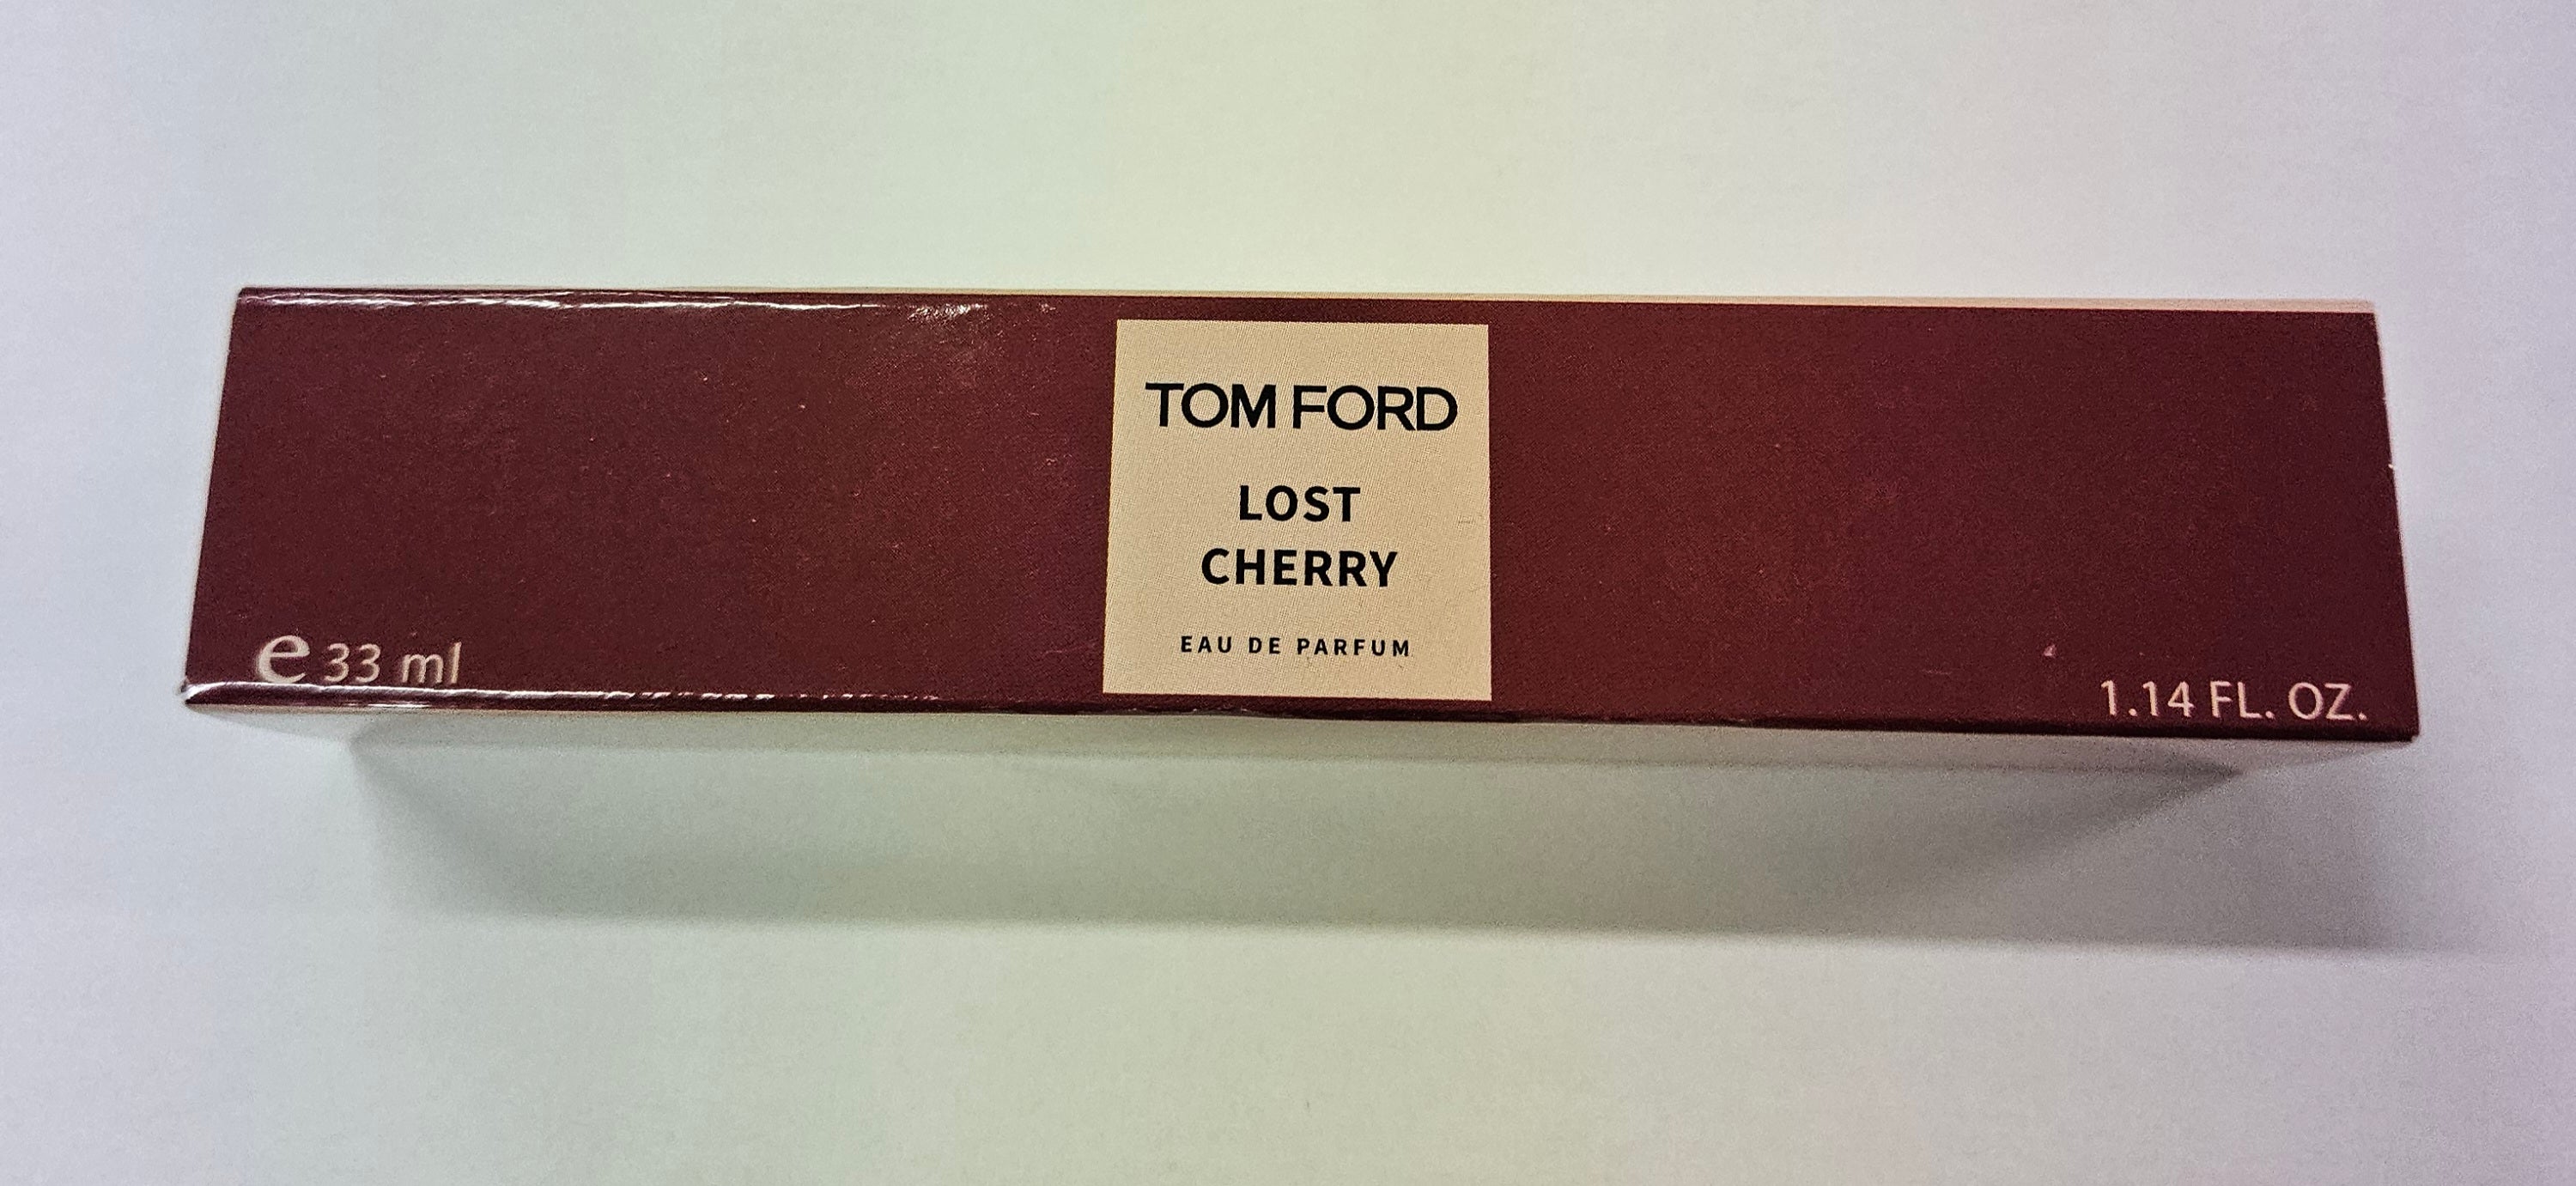 TOM FORD
LOST
CHERRY
EAU DE PARFUM
e 33 ml
1.14 FL. OZ.